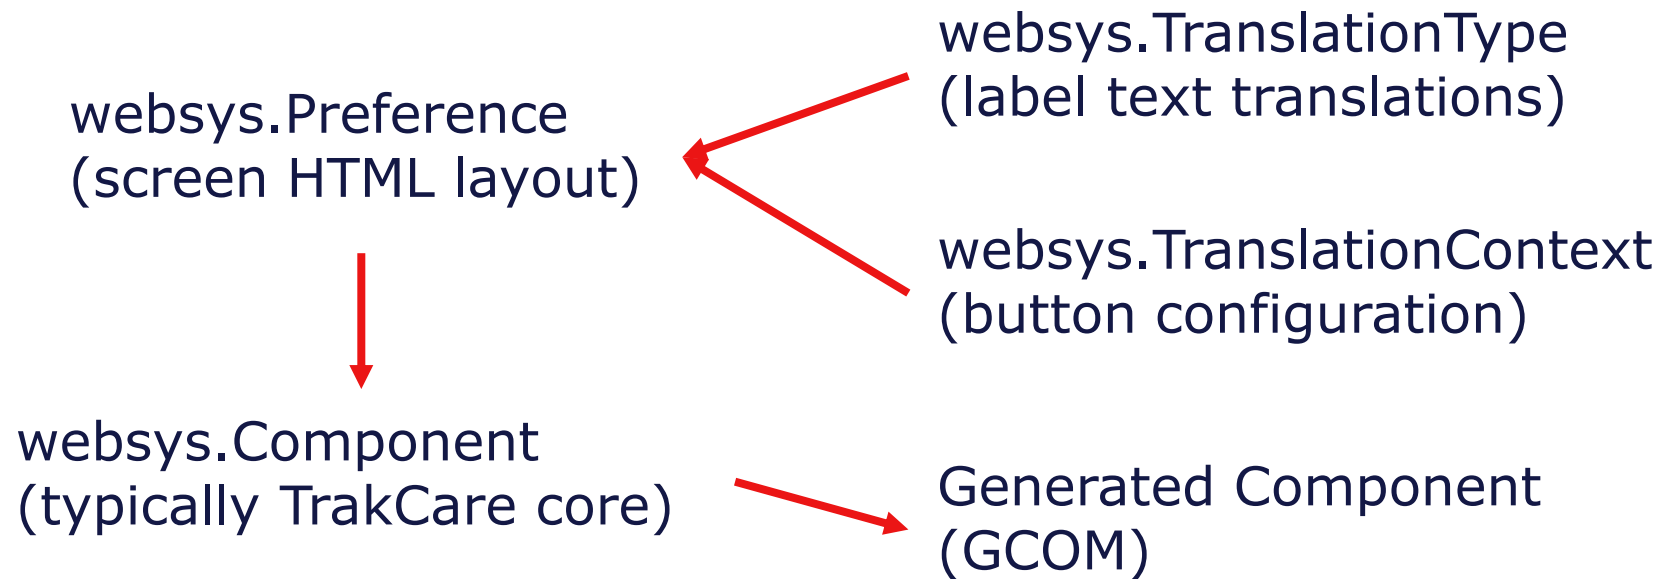 websys.TranslationType
(label text translations)
websys.Preference
(screen HTML layout)
websys.TranslationContext
(button configuration)
websys.Component
(typically TrakCare core)
Generated Component
(GCOM)